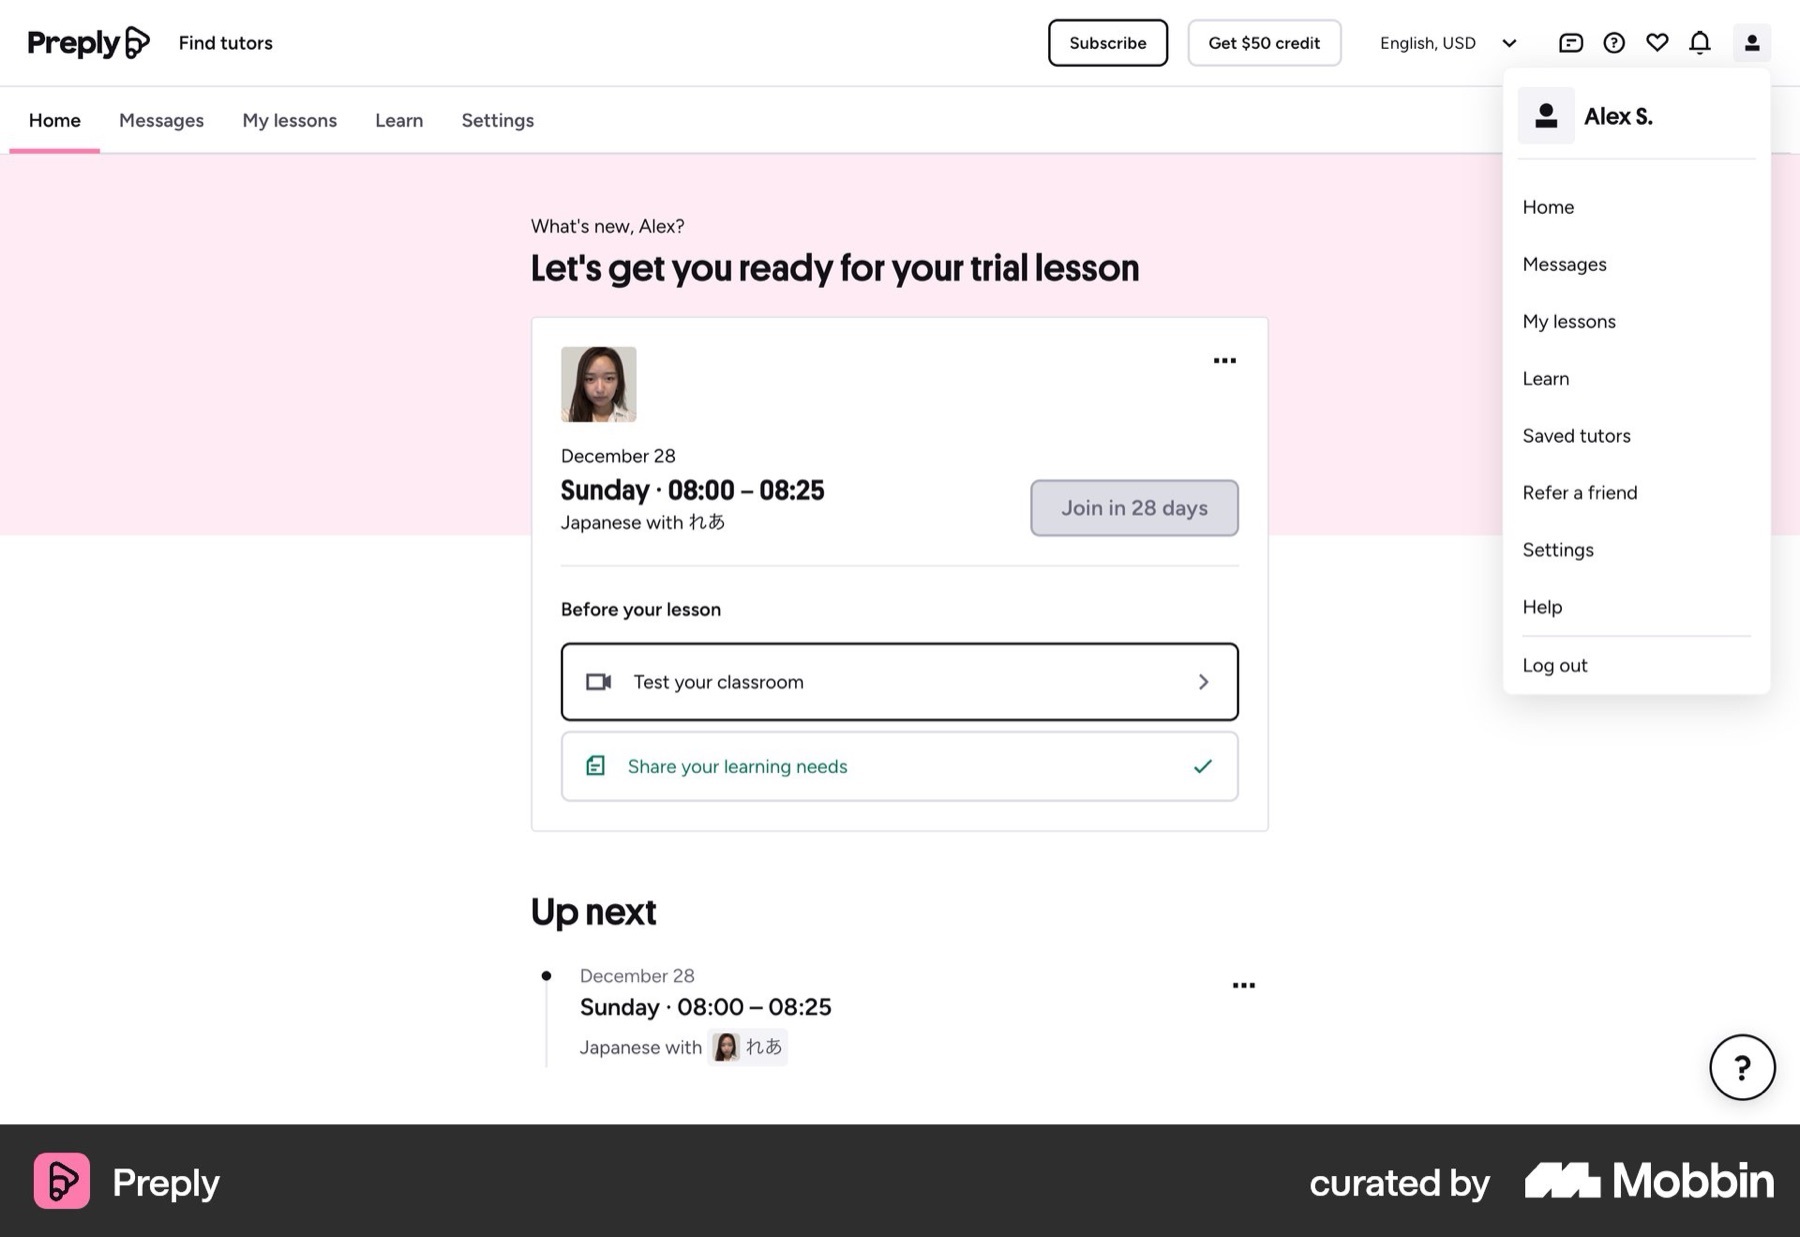 Preply
Find tutors
Subscribe
Get $50 credit
English, USD
Home
Messages
My lessons
Learn
Settings
Alex S.
Home
Messages
My lessons
Learn
Saved tutors
Refer a friend
Settings
Help
Log out
What's new, Alex?
Let's get you ready for your trial lesson
December 28
Sunday · 08:00 – 08:25
Japanese with れあ
Join in 28 days
Before your lesson
Test your classroom
Share your learning needs
Up next
December 28
Sunday · 08:00 – 08:25
Japanese with れあ
?
Preply
curated by Mobbin